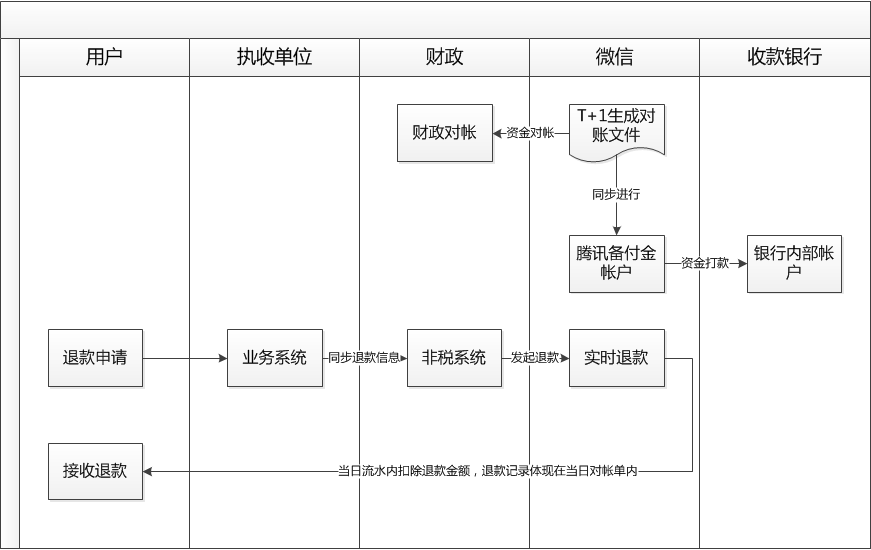 用户
执收单位
财政
微信
收款银行
财政对帐
资金对帐
T+1生成对
账文件
同步进行
腾讯备付金
帐户
资金打款
银行内部帐
户
退款申请
业务系统
同步退款信息
非税系统
发起退款
实时退款
接收退款
当日流水内扣除退款金额，退款记录体现在当日对帐单内